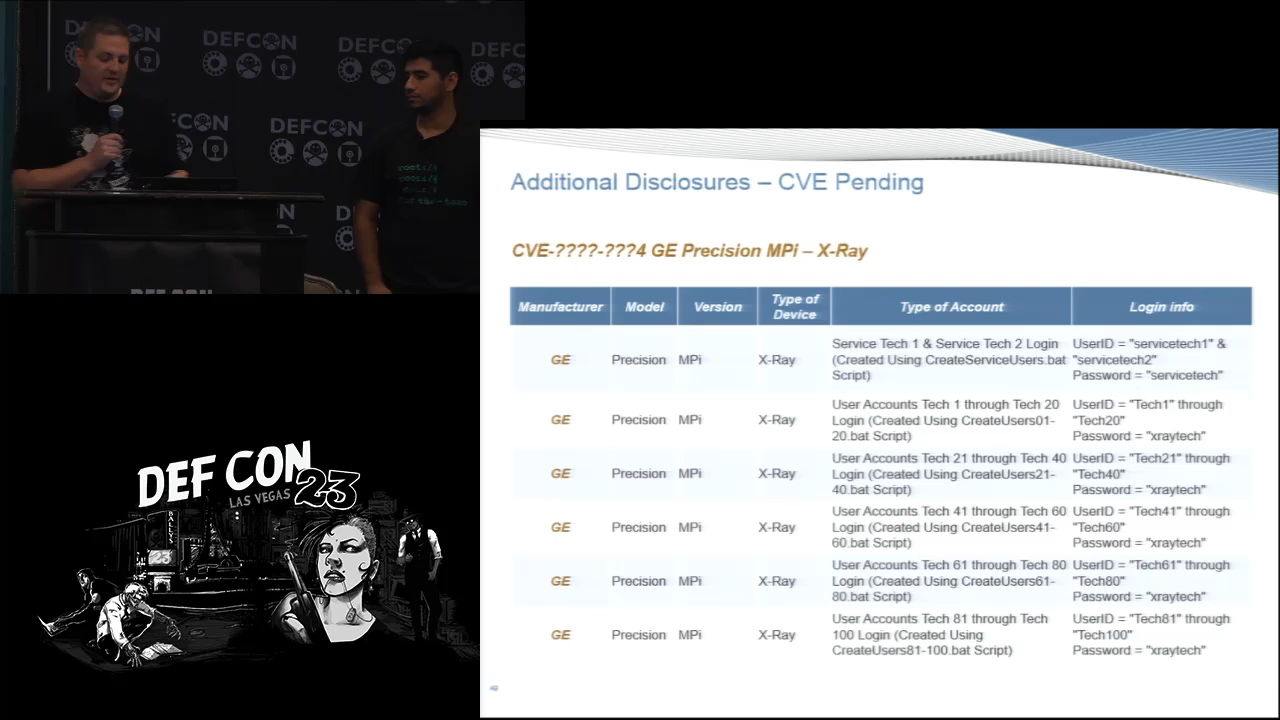 DEFCON
DEFCON
DEFCON
DEFCON
DEFCON
Additional Disclosures – CVE Pending
CVE-????-???4 GE Precision MPi – X-Ray
Manufacturer Model Version Type of Device Type of Account Login info
GE Precision MPi X-Ray
Service Tech 1 & Service Tech 2 Login
(Created Using CreateServiceUsers.bat
Script)
UserID = "servicetech1" &
"servicetech2"
Password = "servicetech"
GE Precision MPi X-Ray
User Accounts Tech 1 through Tech 20
Login (Created Using CreateUsers01-
20.bat Script)
UserID = "Tech1" through
"Tech20"
Password = "xraytech"
GE Precision MPi X-Ray
User Accounts Tech 21 through Tech 40
Login (Created Using CreateUsers21-
40.bat Script)
UserID = "Tech21" through
"Tech40"
Password = "xraytech"
GE Precision MPi X-Ray
User Accounts Tech 41 through Tech 60
Login (Created Using CreateUsers41-
60.bat Script)
UserID = "Tech41" through
"Tech60"
Password = "xraytech"
GE Precision MPi X-Ray
User Accounts Tech 61 through Tech 80
Login (Created Using CreateUsers61-
80.bat Script)
UserID = "Tech61" through
"Tech80"
Password = "xraytech"
GE Precision MPi X-Ray
User Accounts Tech 81 through Tech
100 Login (Created Using
CreateUsers81-100.bat Script)
UserID = "Tech81" through
"Tech100"
Password = "xraytech"
DEF CON 23
LAS VEGAS
BALLY'S